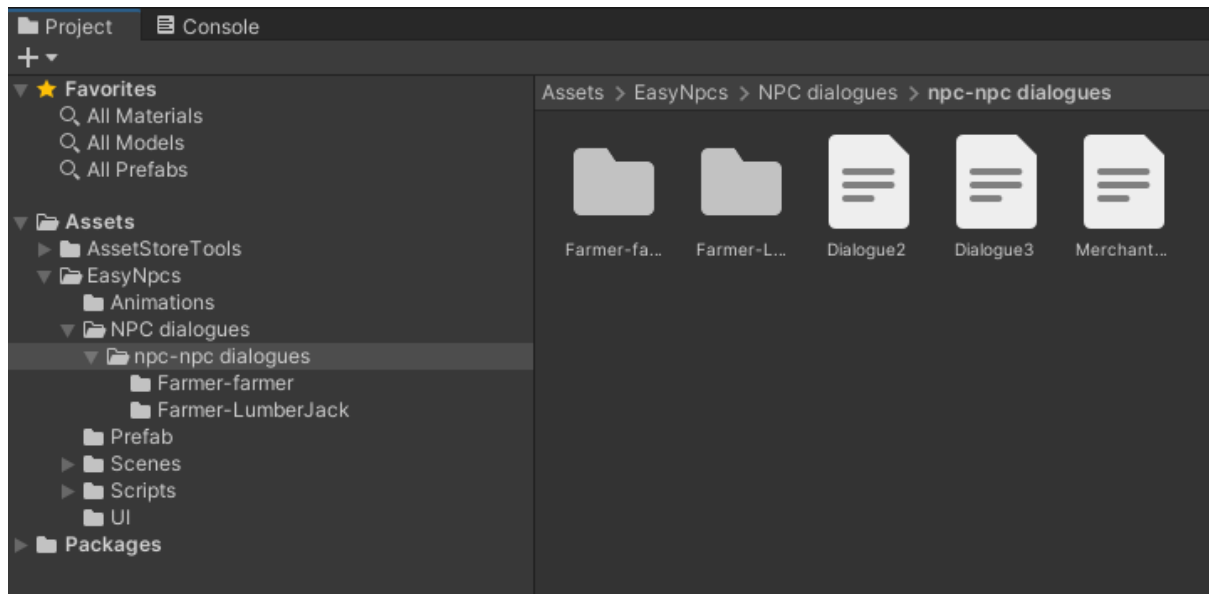 Project
Console
Favorites
All Materials
All Models
All Prefabs
Assets
AssetStoreTools
EasyNpcs
Animations
NPC dialogues
npc-npc dialogues
Farmer-farmer
Farmer-LumberJack
Prefab
Scenes
Scripts
UI
Packages
Assets > EasyNpcs > NPC dialogues > npc-npc dialogues
Farmer-fa... Farmer-L... Dialogue2 Dialogue3 Merchant...